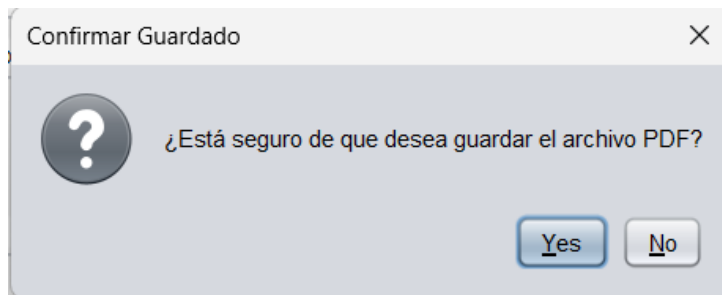 Confirmar Guardado
¿Está seguro de que desea guardar el archivo PDF?
Yes No